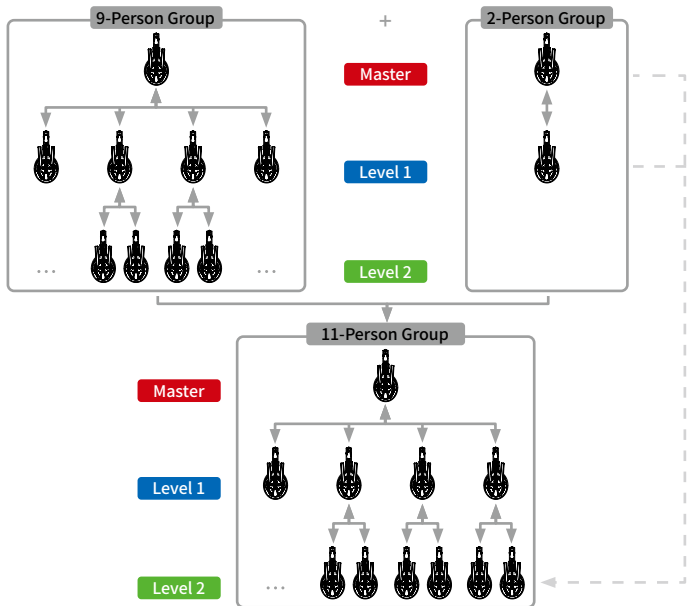 9-Person Group
+
2-Person Group
Master
Level 1
...
...
Level 2
11-Person Group
Master
Level 1
...
Level 2